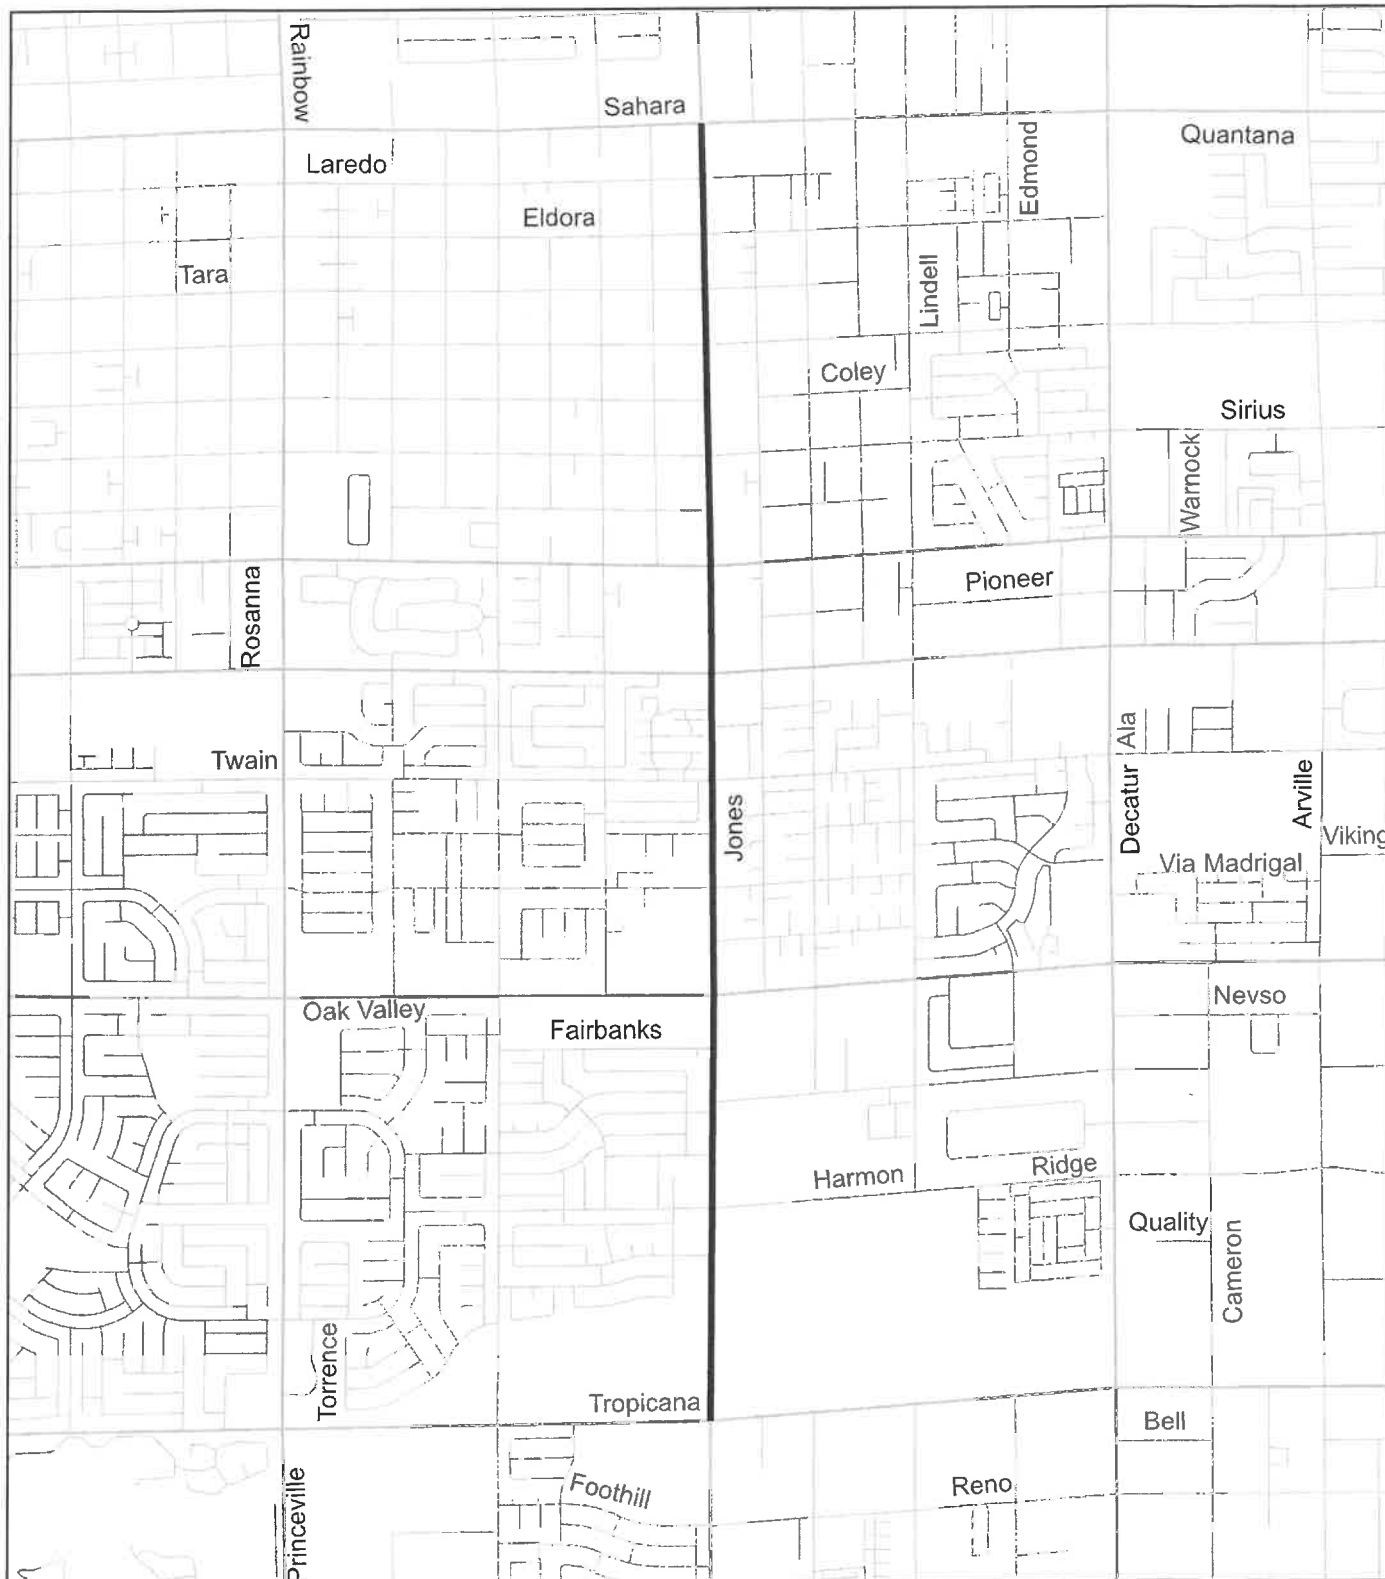 Rainbow
Sahara
Quantana
Edmond
Laredo
Eldora
Tara
Lindell
Coley
Sirius
Warnock
Pioneer
Rosanna
Ala
Twain
Decatur
Arville
Jones
Viking
Via Madrigal
Nevso
Oak Valley
Fairbanks
Ridge
Harmon
Quality
Cameron
Torrence
Tropicana
Bell
Foothill
Reno
Princeville